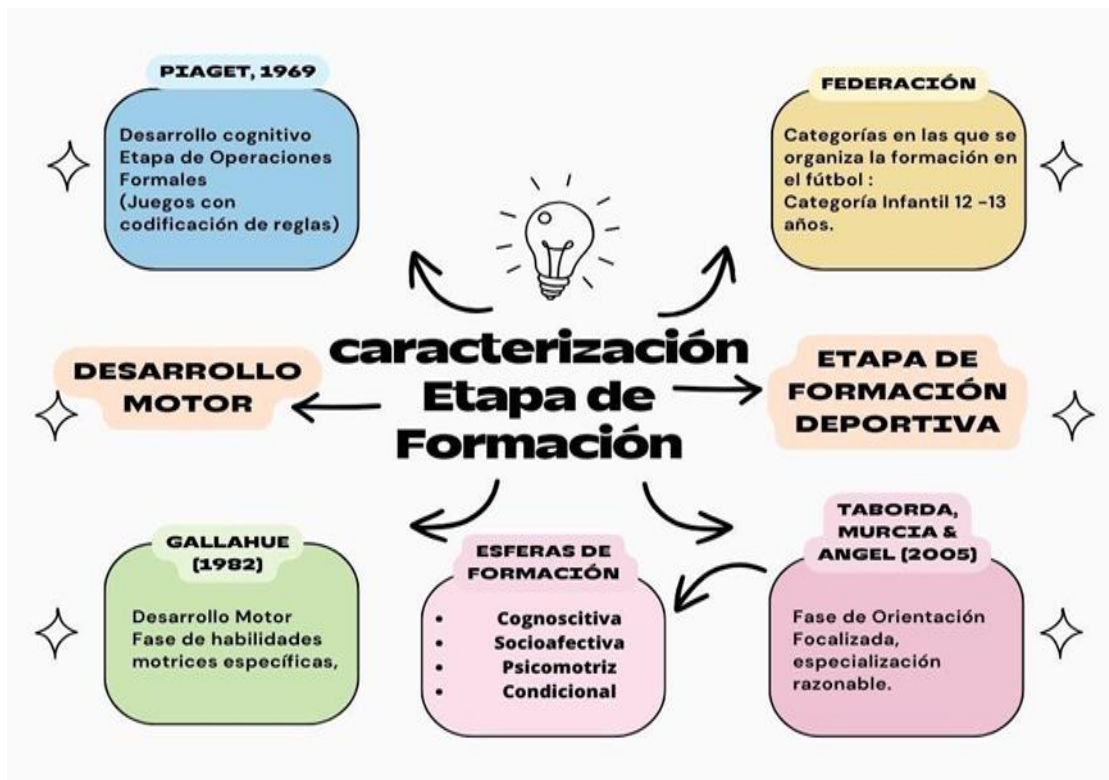 PIAGET, 1969
Desarrollo cognitivo
Etapa de Operaciones
Formales
(Juegos con
codificación de reglas)
FEDERACIÓN
Categorías en las que se
organiza la formación en
el fútbol :
Categoría Infantil 12 -13
años.
caracterización
Etapa de
Formación
DESARROLLO
MOTOR
ETAPA DE
FORMACIÓN
DEPORTIVA
GALLAHUE
(1982)
Desarrollo Motor
Fase de habilidades
motrices específicas,
ESFERAS DE
FORMACIÓN
• Cognoscitiva
• Socioafectiva
• Psicomotriz
• Condicional
TABORDA,
MURCIA &
ANGEL (2005)
Fase de Orientación
Focalizada,
especialización
razonable.